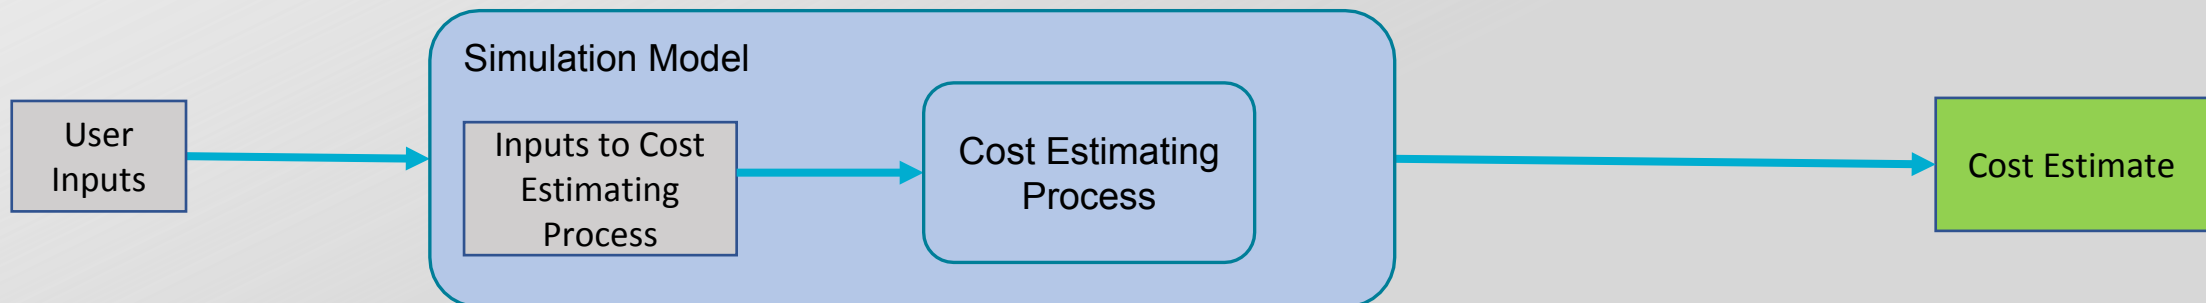 Simulation Model
User
Inputs
Inputs to Cost
Estimating
Process
Cost Estimating
Process
Cost Estimate